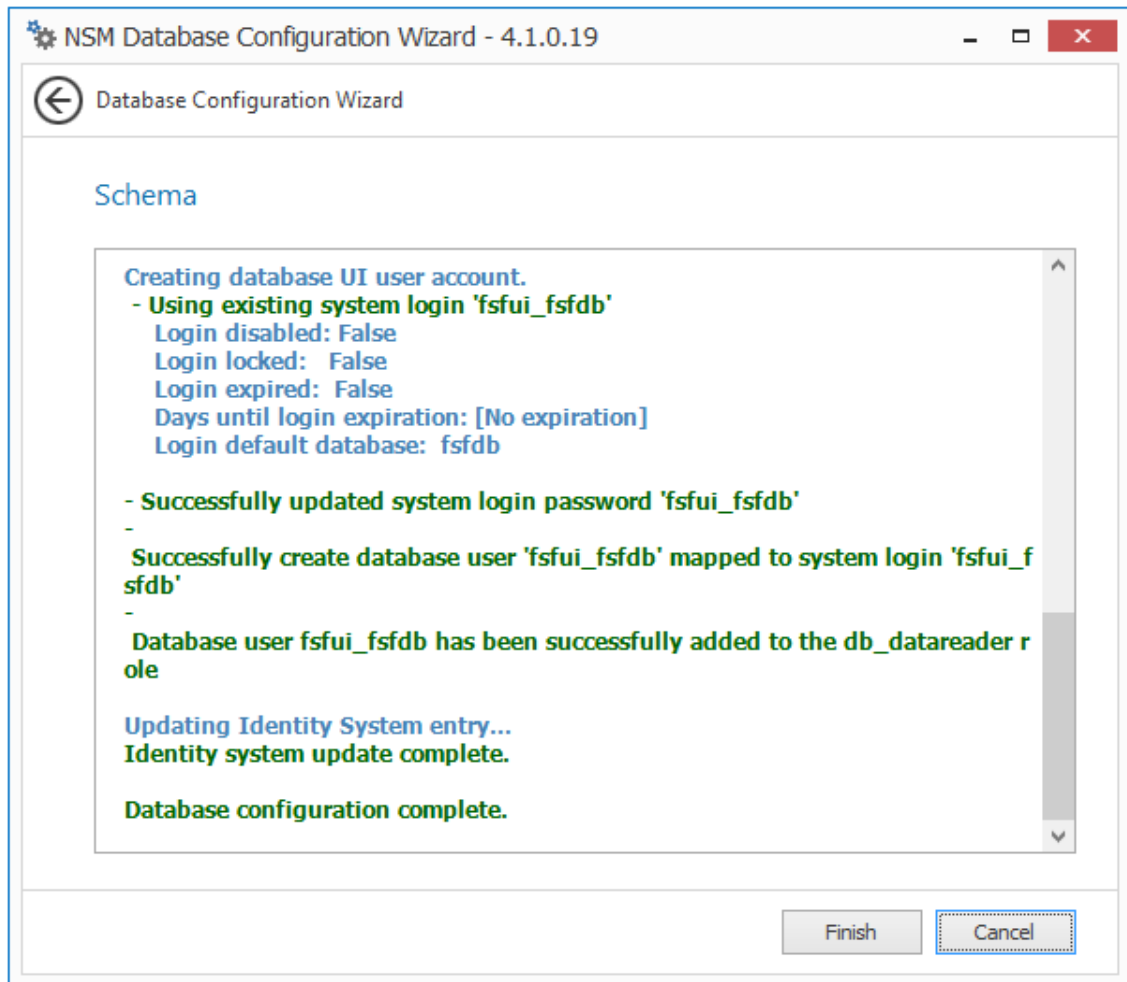 NSM Database Configuration Wizard - 4.1.0.19
Database Configuration Wizard
Schema
Creating database UI user account.
- Using existing system login 'fsfui_fsfdb'
Login disabled: False
Login locked:   False
Login expired:  False
Days until login expiration: [No expiration]
Login default database:  fsfdb
- Successfully updated system login password 'fsfui_fsfdb'
-
Successfully create database user 'fsfui_fsfdb' mapped to system login 'fsfui_f
sfdb'
-
Database user fsfui_fsfdb has been successfully added to the db_datareader r
ole
Updating Identity System entry...
Identity system update complete.
Database configuration complete.
Finish
Cancel